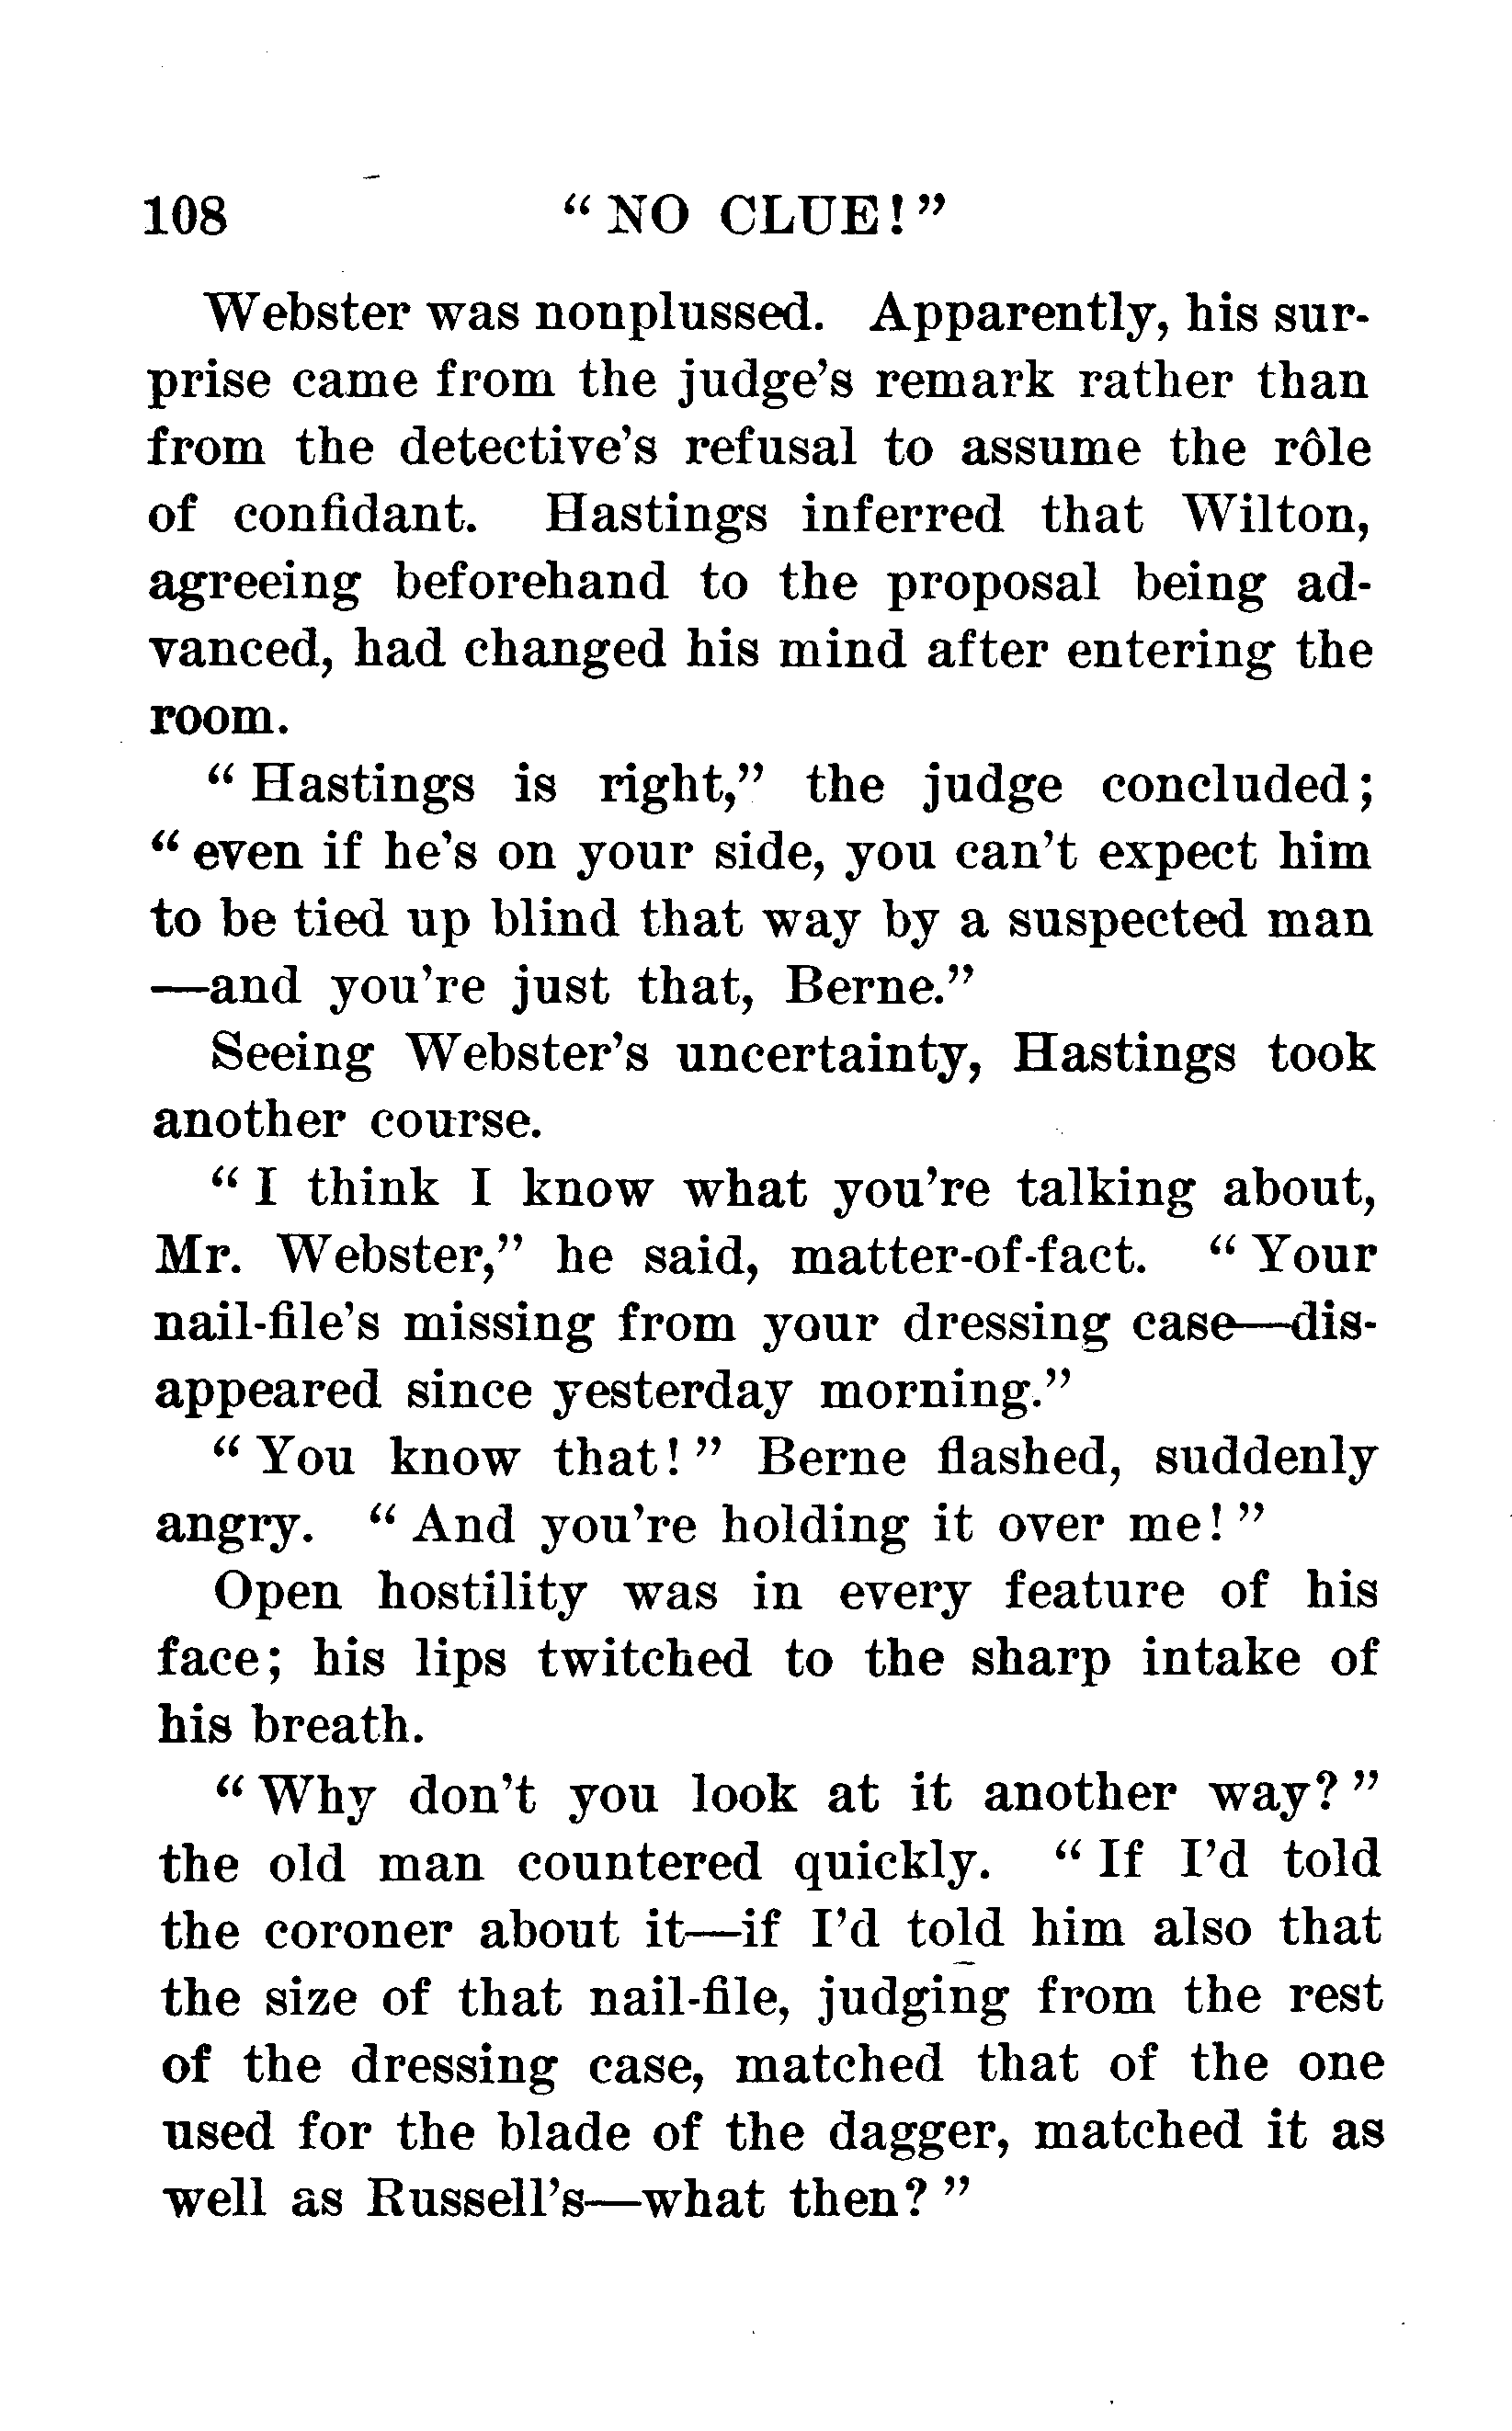 108 “ NO CLUE! ”
Webster was nonplussed. Apparently, his sur-
prise came from the judge’s remark rather than
from the detective’s refusal to assume the rôle
of confidant. Hastings inferred that Wilton,
agreeing beforehand to the proposal being ad-
vanced, had changed his mind after entering the
room.
“ Hastings is right,” the judge concluded;
“ even if he’s on your side, you can’t expect him
to be tied up blind that way by a suspected man
—and you’re just that, Berne.”
Seeing Webster’s uncertainty, Hastings took
another course.
“ I think I know what you’re talking about,
Mr. Webster,” he said, matter-of-fact. “ Your
nail-file’s missing from your dressing case—dis-
appeared since yesterday morning.”
“ You know that! ” Berne flashed, suddenly
angry. “ And you’re holding it over me! ”
Open hostility was in every feature of his
face; his lips twitched to the sharp intake of
his breath.
“ Why don’t you look at it another way? ”
the old man countered quickly. “ If I’d told
the coroner about it—if I’d told him also that
the size of that nail-file, judging from the rest
of the dressing case, matched that of the one
used for the blade of the dagger, matched it as
well as Russell’s—what then? ”